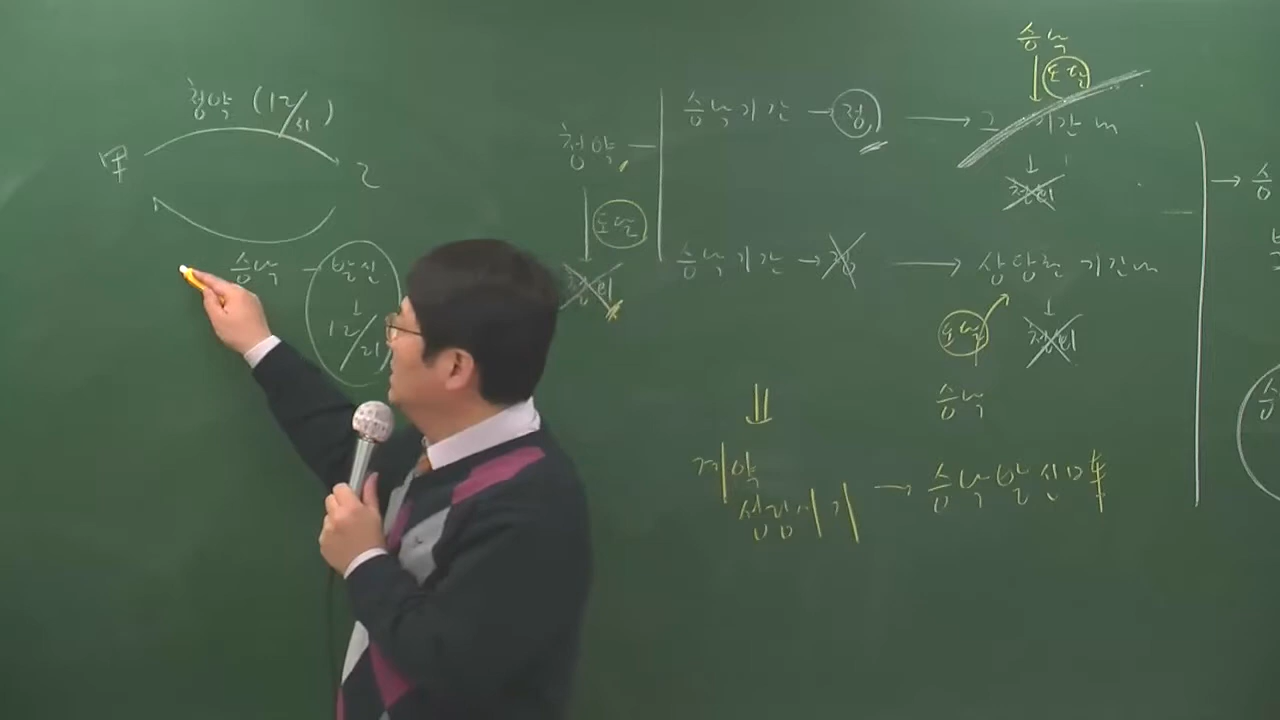 청약 (12/31)
甲
乙
승낙 - 발신
↓
12/21
청약
도달
철회
승낙기간 → 정
→ 그 기간 내
승낙
도달
철회
승낙기간 →
→ 상당한 기간 내
도달
철회
승낙
계약
성립시기
→ 승낙발신 시
→ 승